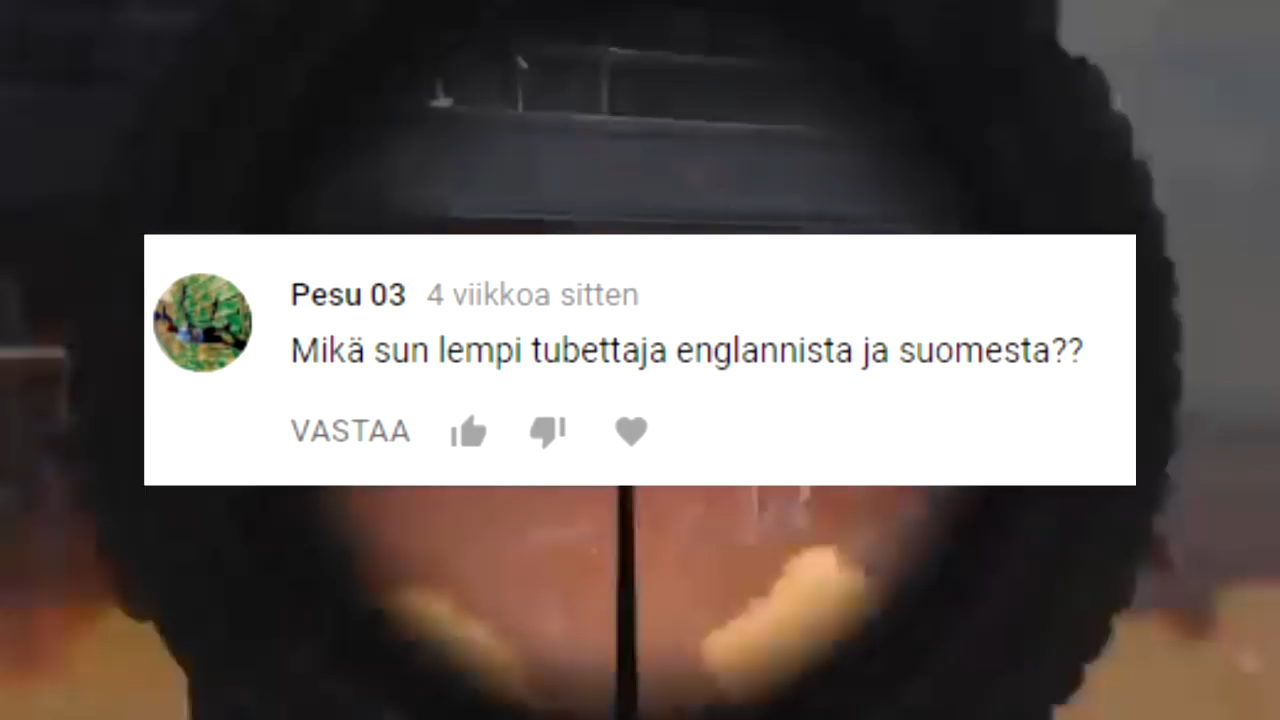 Pesu 03 4 viikkoa sitten
Mikä sun lempi tubettaja englannista ja suomesta??
VASTAA